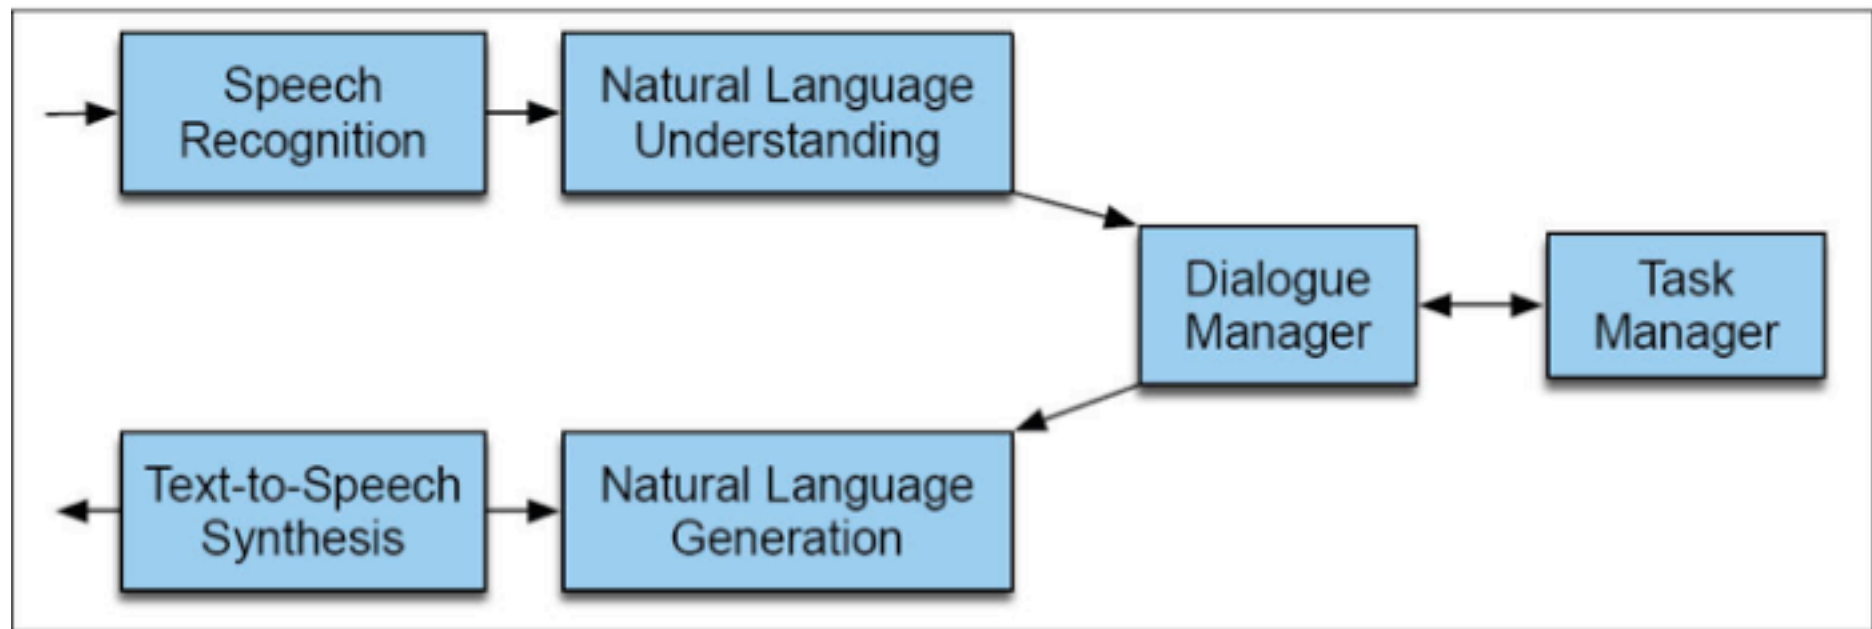 Speech
Recognition
Natural Language
Understanding
Dialogue
Manager
Task
Manager
Text-to-Speech
Synthesis
Natural Language
Generation